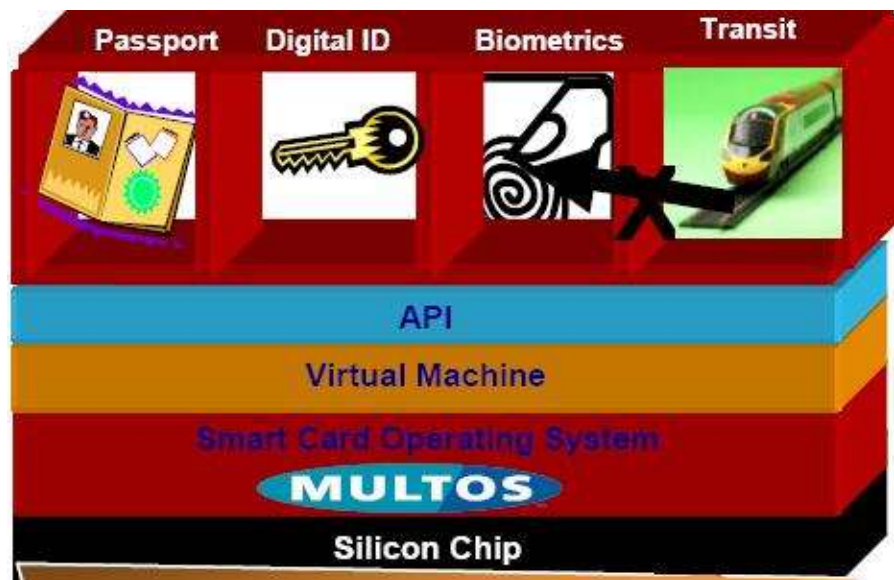 Passport Digital ID Biometrics Transit
API
Virtual Machine
Smart Card Operating System
MULTOS
Silicon Chip